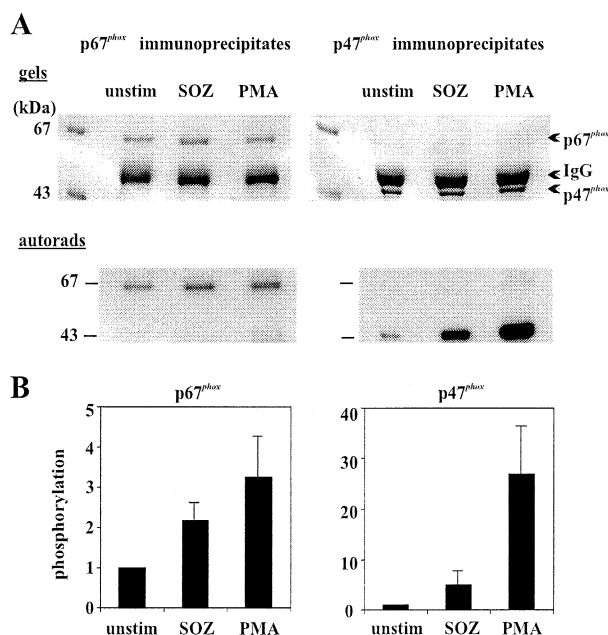 A
p67phox immunoprecipitates
p47phox immunoprecipitates
gels
(kDa)
unstim SOZ PMA
unstim SOZ PMA
67
43
p67phox
IgG
p47phox
autorads
67
43
B
p67phox
p47phox
phosphorylation
5
4
3
2
1
0
unstim SOZ PMA
40
30
20
10
0
unstim SOZ PMA